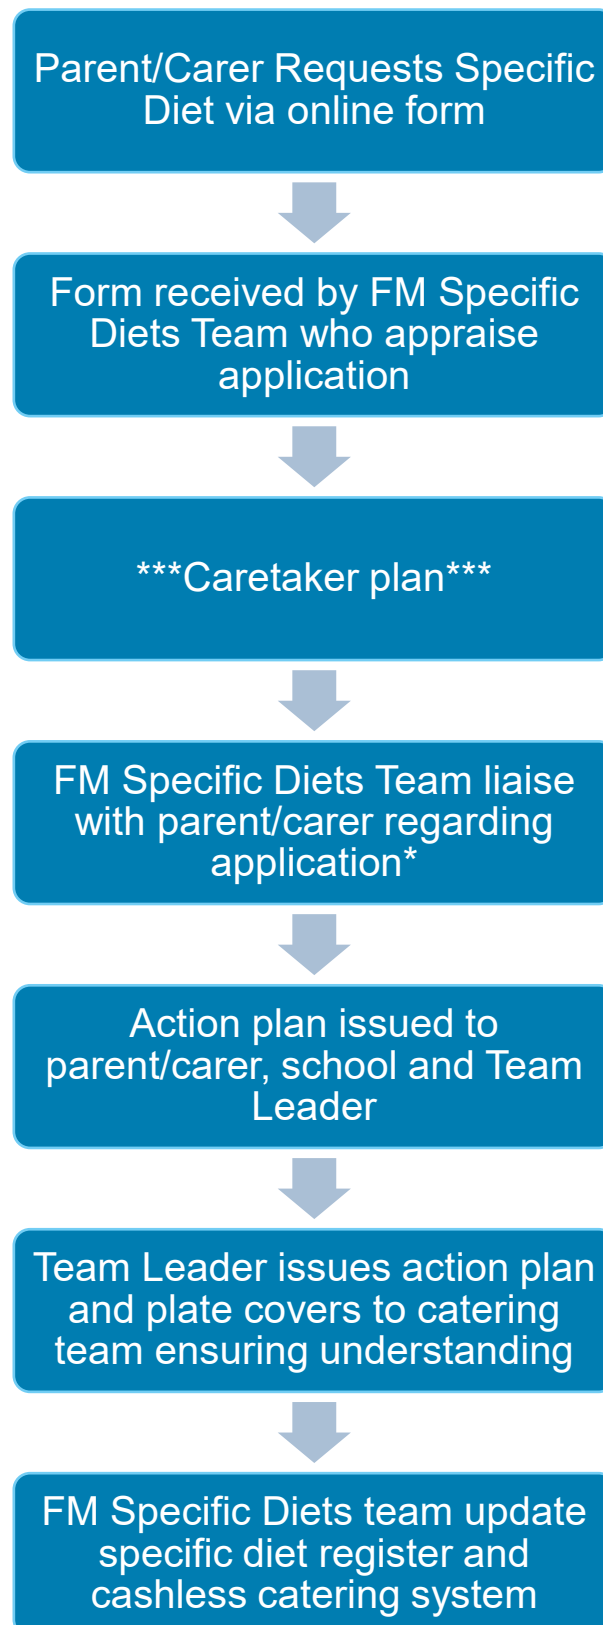 Parent/Carer Requests Specific
Diet via online form
Form received by FM Specific
Diets Team who appraise
application
***Caretaker plan***
FM Specific Diets Team liaise
with parent/carer regarding
application*
Action plan issued to
parent/carer, school and Team
Leader
Team Leader issues action plan
and plate covers to catering
team ensuring understanding
FM Specific Diets team update
specific diet register and
cashless catering system